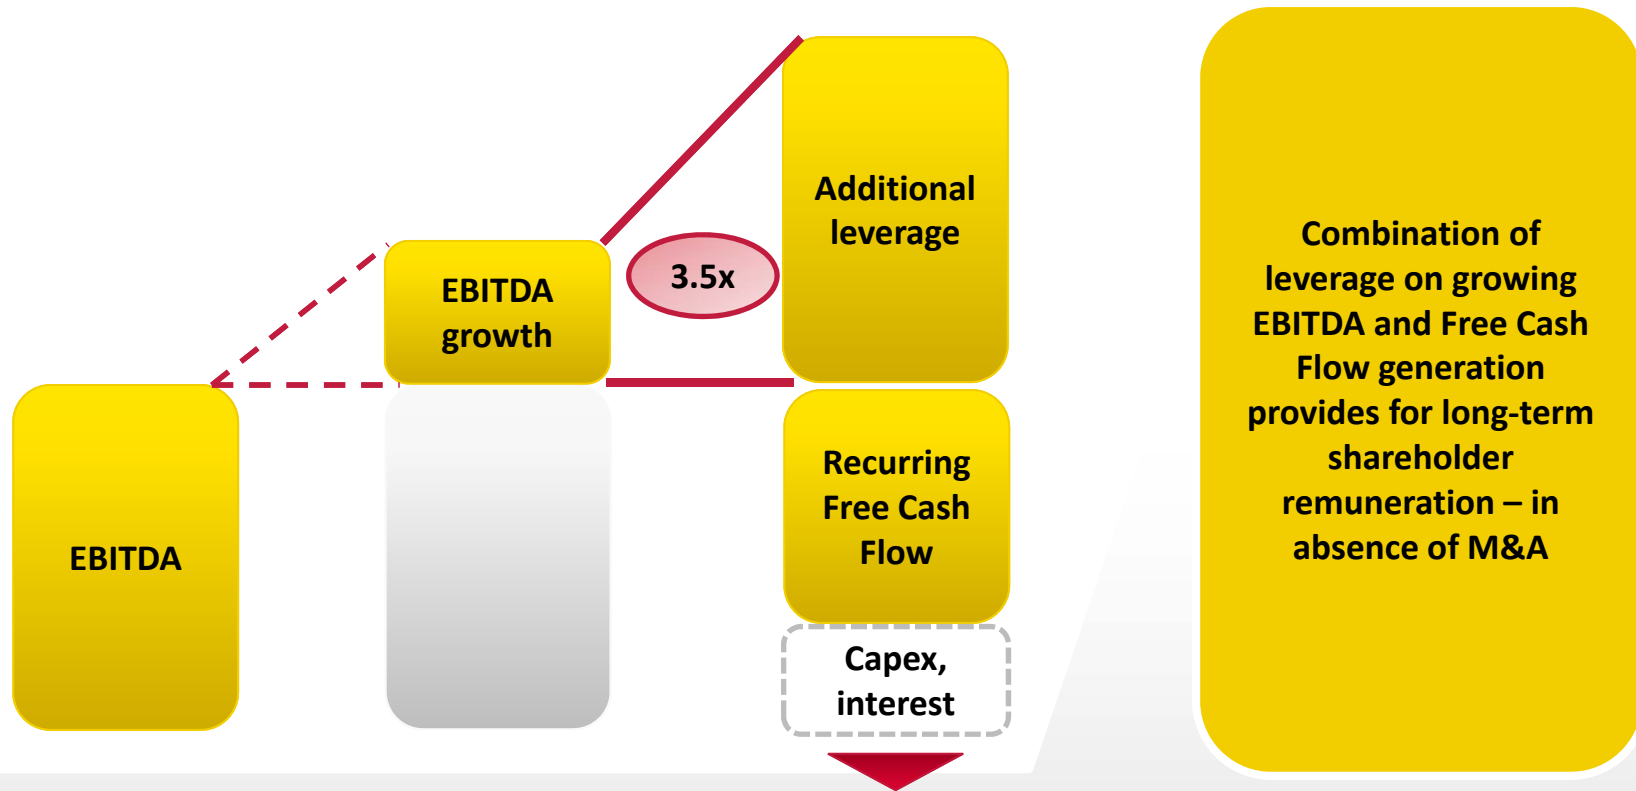 EBITDA
EBITDA
growth
3.5x
Additional
leverage
Recurring
Free Cash
Flow
Capex,
interest
Combination of
leverage on growing
EBITDA and Free Cash
Flow generation
provides for long-term
shareholder
remuneration – in
absence of M&A